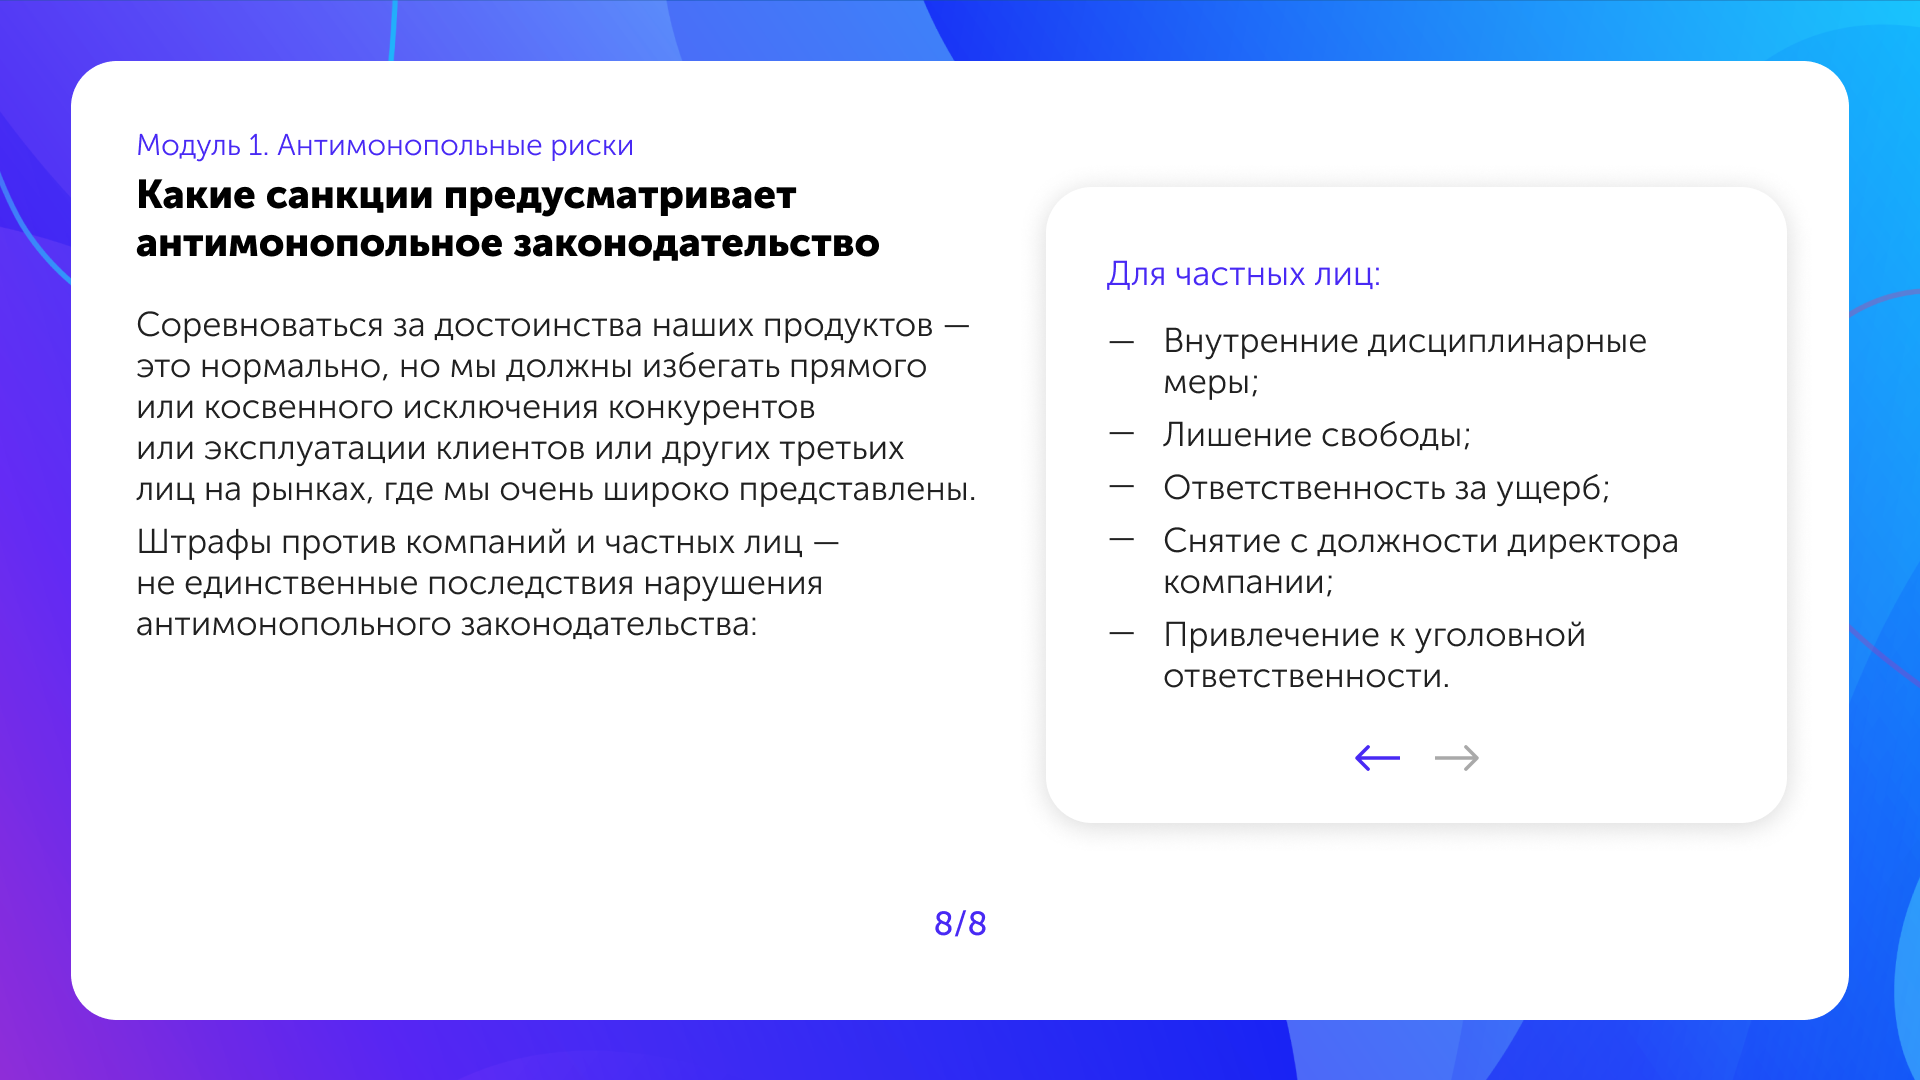 Модуль 1. Антимонопольные риски
Какие санкции предусматривает
антимонопольное законодательство
Соревноваться за достоинства наших продуктов —
это нормально, но мы должны избегать прямого
или косвенного исключения конкурентов
или эксплуатации клиентов или других третьих
лиц на рынках, где мы очень широко представлены.
Штрафы против компаний и частных лиц —
не единственные последствия нарушения
антимонопольного законодательства:
Для частных лиц:
— Внутренние дисциплинарные
меры;
— Лишение свободы;
— Ответственность за ущерб;
— Снятие с должности директора
компании;
— Привлечение к уголовной
ответственности.
8/8